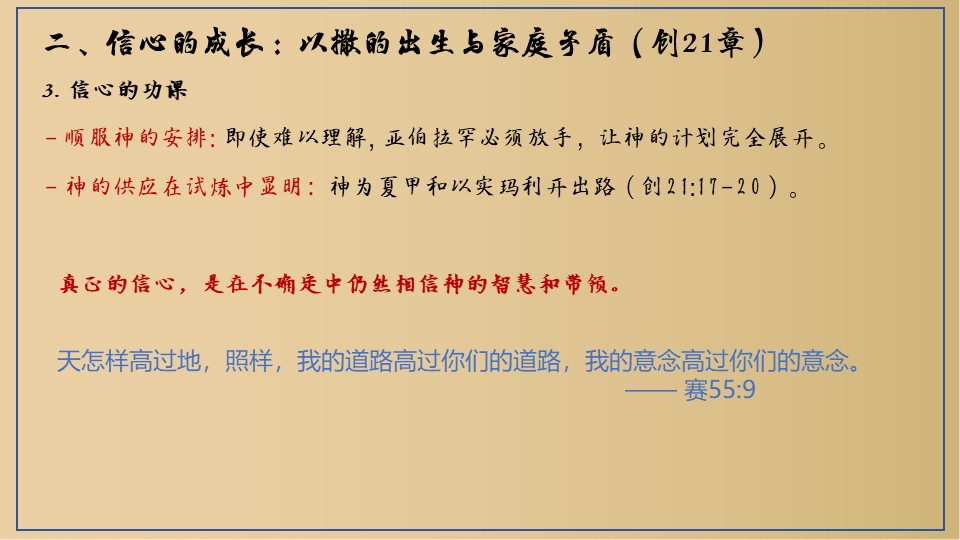 二、信心的成长：以撒的出生与家庭矛盾（创21章）
3. 信心的功课
– 顺服神的安排: 即使难以理解, 亚伯拉罕必须放手，让神的计划完全展开。
– 神的供应在试炼中显明：神为夏甲和以实玛利开出路（创21:17–20）。
真正的信心，是在不确定中仍然相信神的智慧和带领。
天怎样高过地，照样，我的道路高过你们的道路，我的意念高过你们的意念。
—— 赛55:9